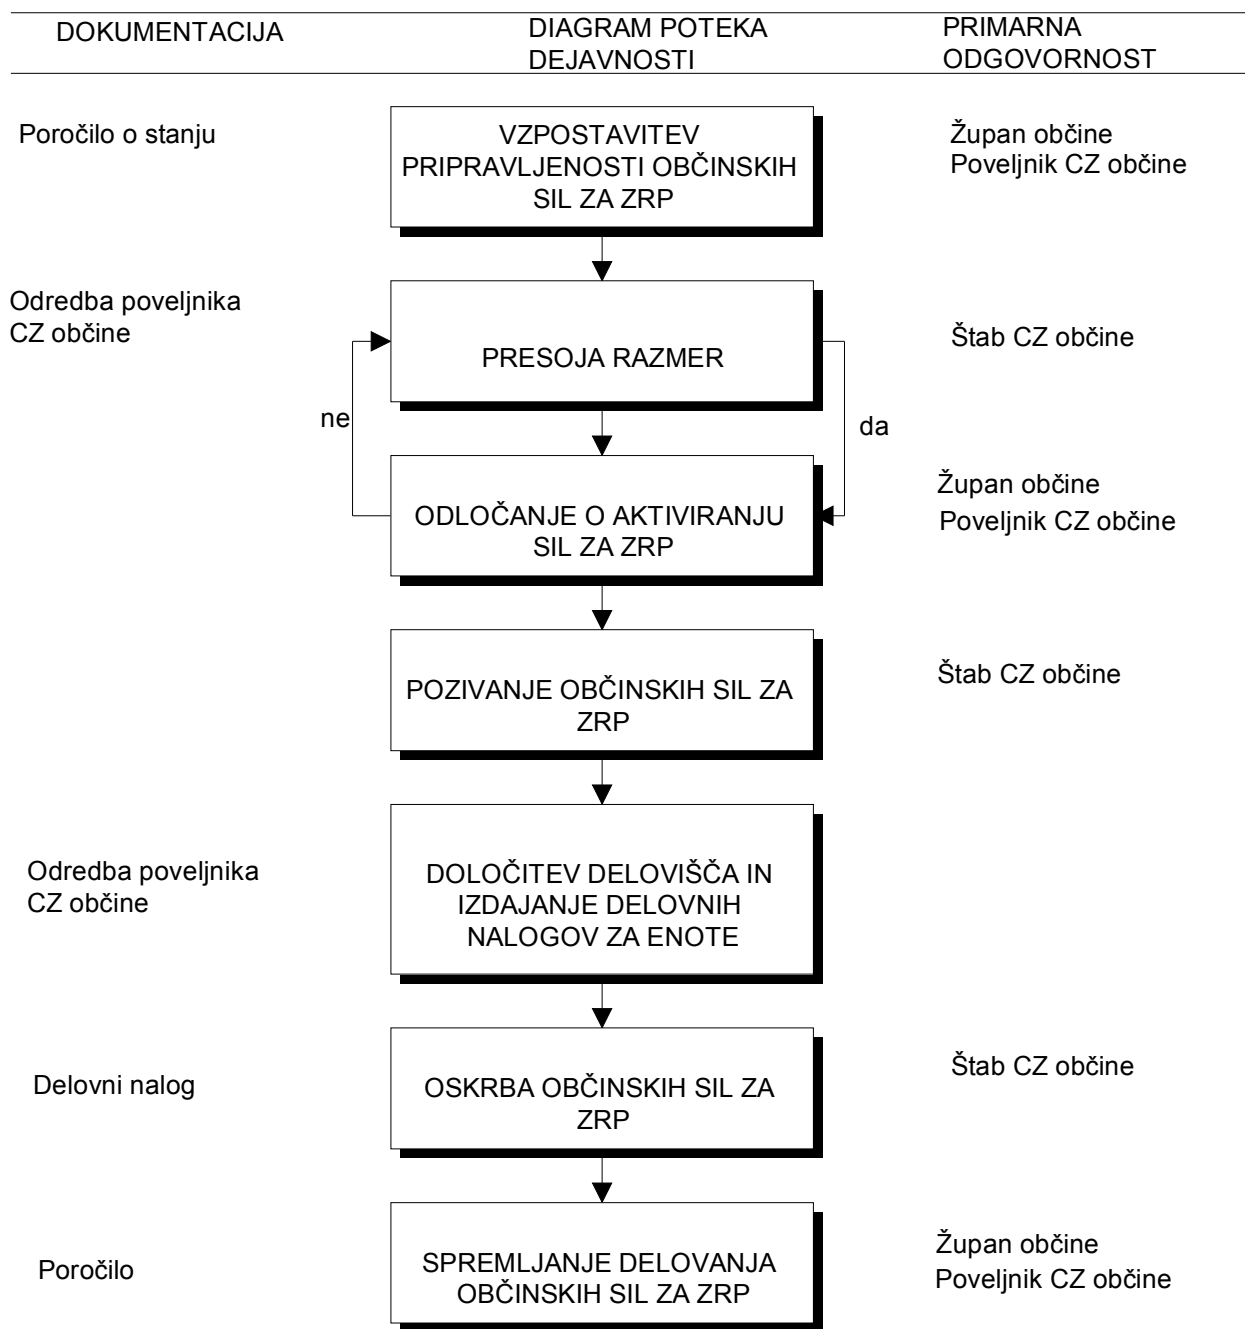 DOKUMENTACIJA
DIAGRAM POTEKA
DEJAVNOSTI
PRIMARNA
ODGOVORNOST
Poročilo o stanju
VZPOSTAVITEV
PRIPRAVLJENOSTI OBČINSKIH
SIL ZA ZRP
Župan občine
Poveljnik CZ občine
Odredba poveljnika
CZ občine
PRESOJA RAZMER
Štab CZ občine
ne
da
ODLOČANJE O AKTIVIRANJU
SIL ZA ZRP
Župan občine
Poveljnik CZ občine
POZIVANJE OBČINSKIH SIL ZA
ZRP
Štab CZ občine
Odredba poveljnika
CZ občine
DOLOČITEV DELOVIŠČA IN
IZDAJANJE DELOVNIH
NALOGOV ZA ENOTE
Delovni nalog
OSKRBA OBČINSKIH SIL ZA
ZRP
Štab CZ občine
Poročilo
SPREMLJANJE DELOVANJA
OBČINSKIH SIL ZA ZRP
Župan občine
Poveljnik CZ občine